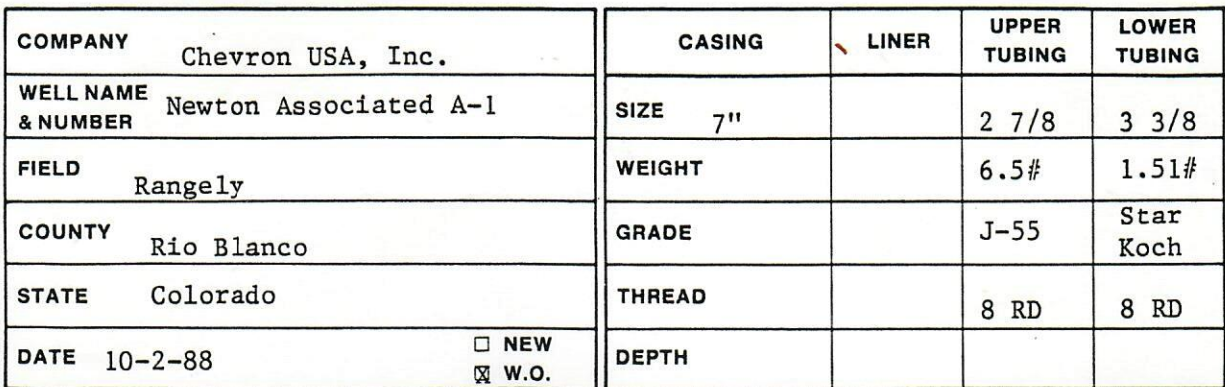 COMPANY Chevron USA, Inc.
WELL NAME & NUMBER Newton Associated A-1
FIELD Rangely
COUNTY Rio Blanco
STATE Colorado
DATE 10-2-88 ☐ NEW ☒ W.O.
CASING LINER UPPER TUBING LOWER TUBING
SIZE 7" 2 7/8 3 3/8
WEIGHT 6.5# 1.51#
GRADE J-55 Star Koch
THREAD 8 RD 8 RD
DEPTH